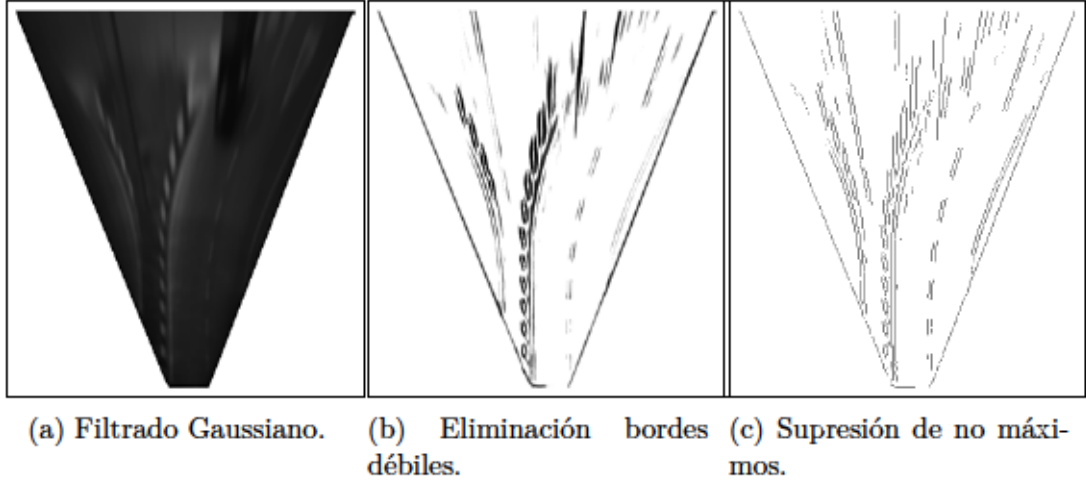 (a) Filtrado Gaussiano.
(b) Eliminación bordes
débiles.
(c) Supresión de no máxi-
mos.